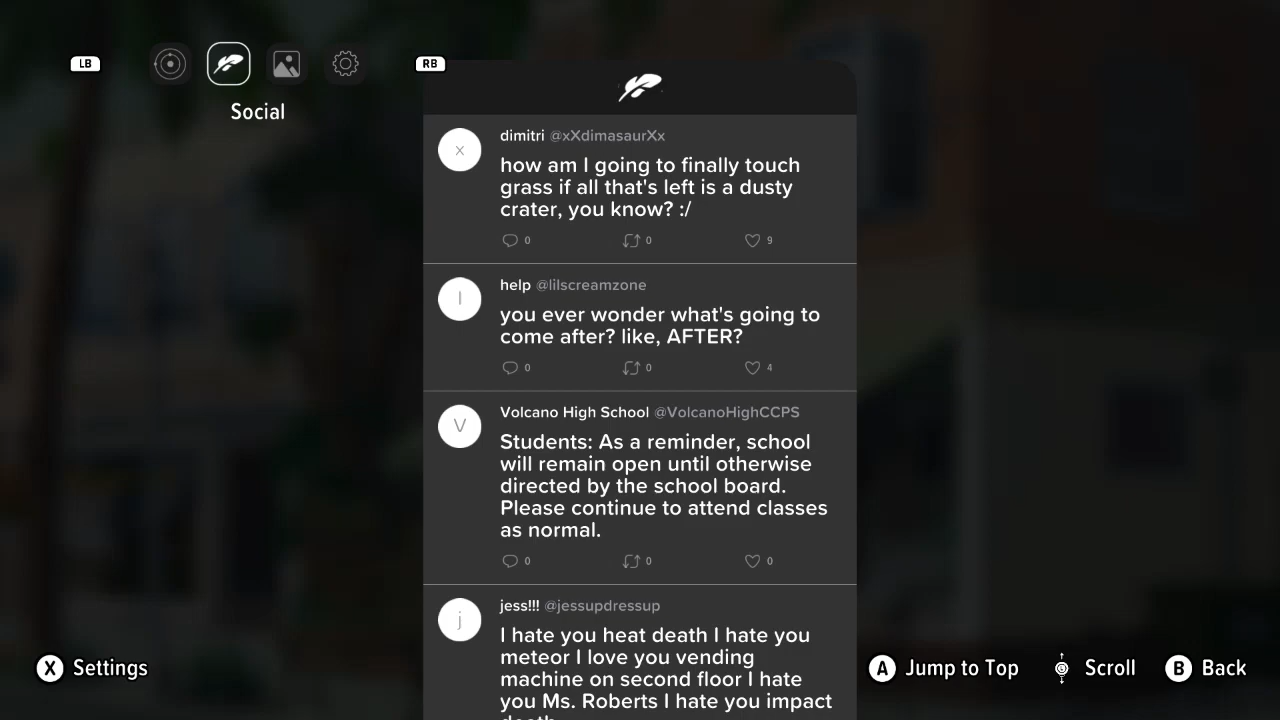 LB
RB
Social
dimitri @xXdimasaurXx
x
how am I going to finally touch
grass if all that's left is a dusty
crater, you know? :/
0 0 9
help @lilscreamzone
l
you ever wonder what's going to
come after? like, AFTER?
0 0 4
Volcano High School @VolcanoHighCCPS
V
Students: As a reminder, school
will remain open until otherwise
directed by the school board.
Please continue to attend classes
as normal.
0 0 0
jess!!! @jessupdressup
j
I hate you heat death I hate you
meteor I love you vending
machine on second floor I hate
you Ms. Roberts I hate you impact
X Settings
A Jump to Top
Scroll
B Back